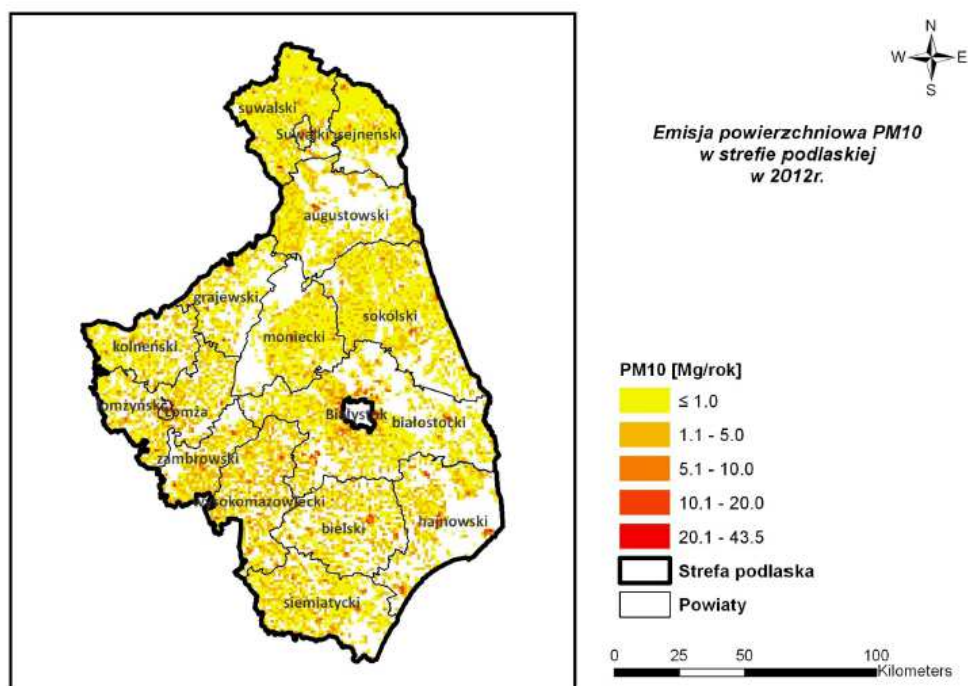 N
W E
S
Emisja powierzchniowa PM10
w strefie podlaskiej
w 2012r.
suwalski
Suwałki sejneński
augustowski
grajewski
sokolski
moniecki
kolneński
łomżyński
Łomża
Białystok
białostocki
zambrowski
wysokomazowiecki
bielski
hajnowski
siemiatycki
PM10 [Mg/rok]
≤ 1.0
1.1 - 5.0
5.1 - 10.0
10.1 - 20.0
20.1 - 43.5
Strefa podlaska
Powiaty
0 25 50 100
Kilometers